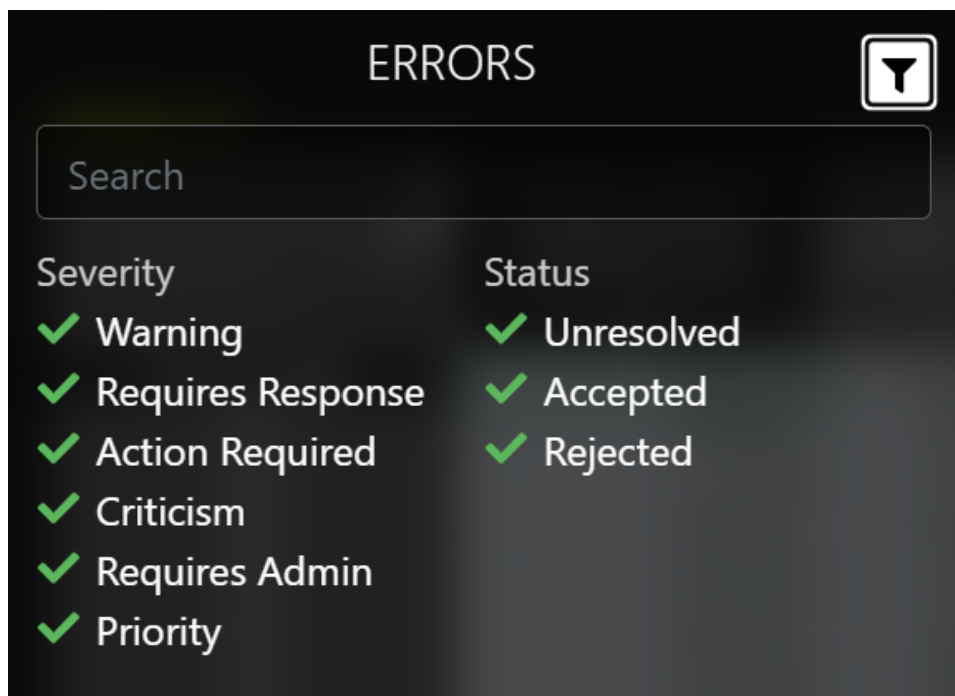 ERRORS
Search
Severity
Warning
Requires Response
Action Required
Criticism
Requires Admin
Priority
Status
Unresolved
Accepted
Rejected